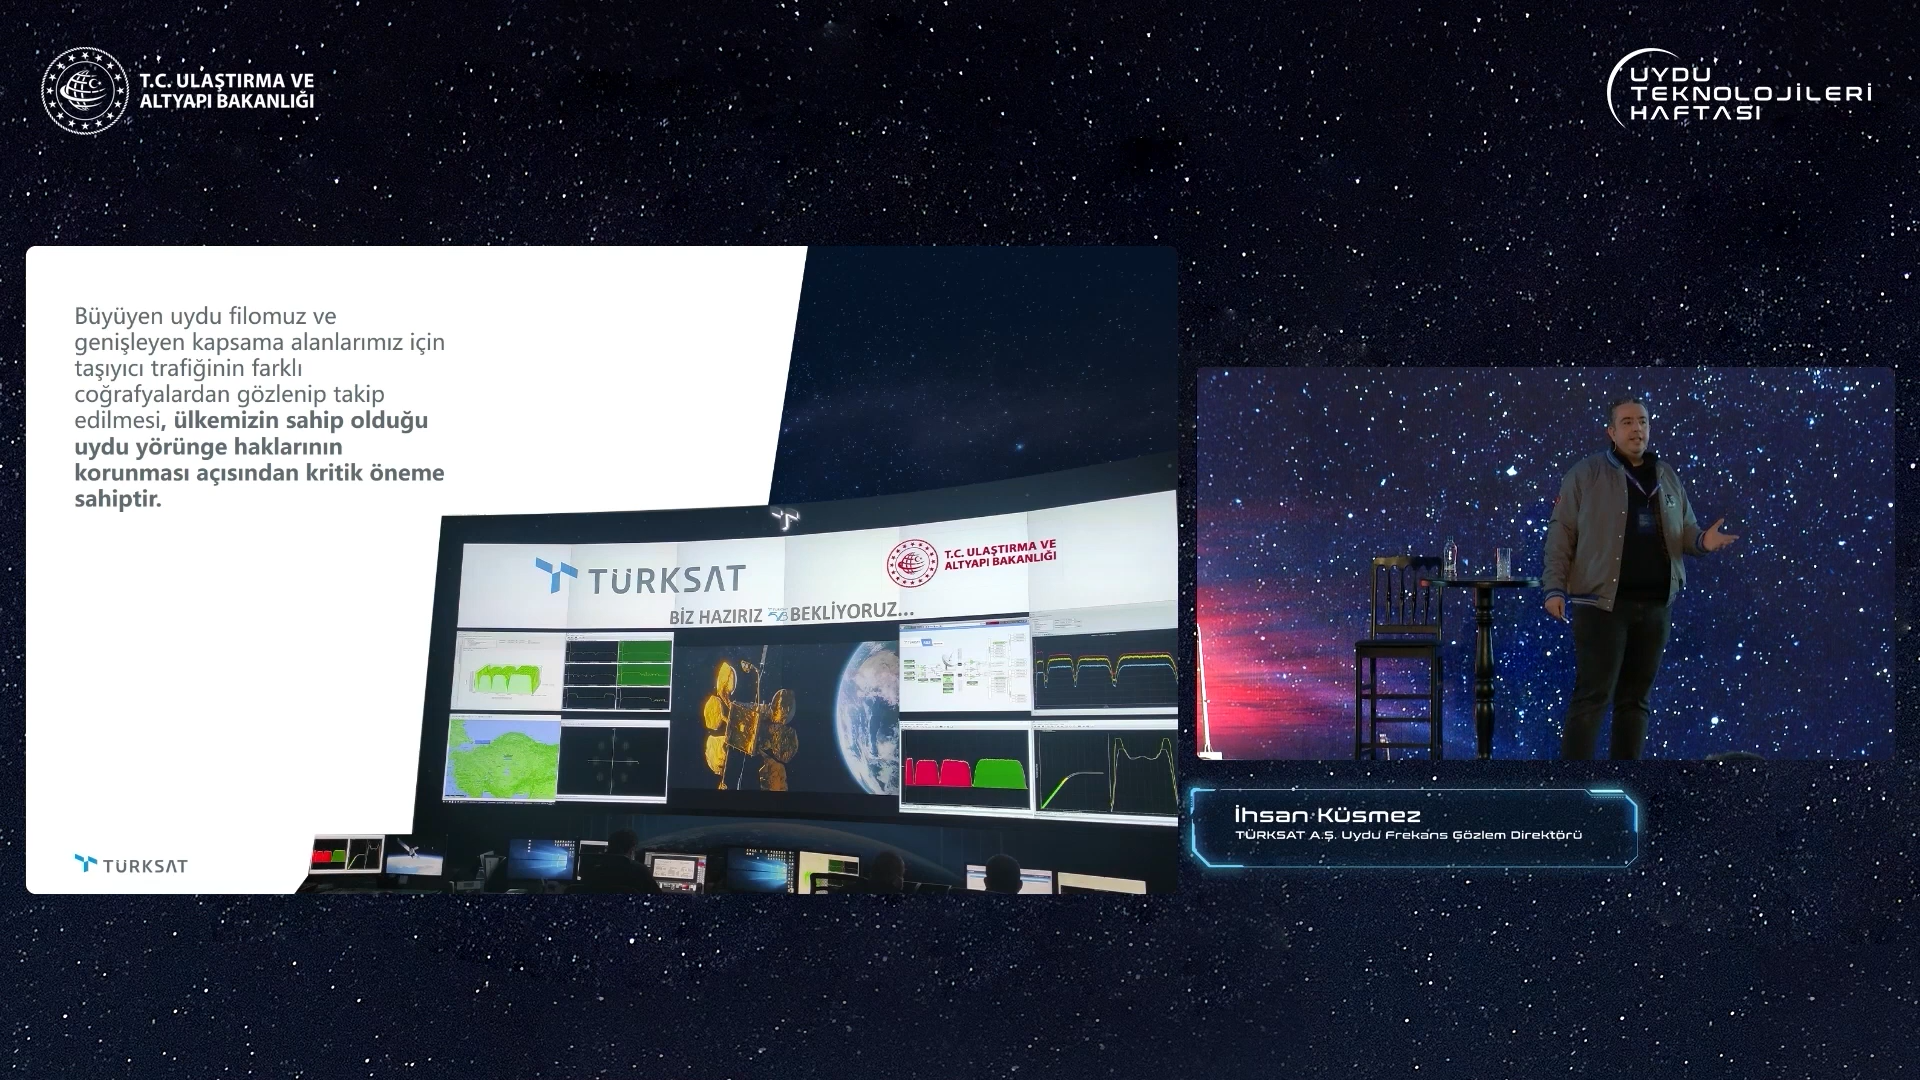 T.C. ULAŞTIRMA VE
ALTYAPI BAKANLIĞI
UYDU
TEKNOLOJİLERİ
HAFTASI
Büyüyen uydu filomuz ve
genişleyen kapsama alanlarımız için
taşıyıcı trafiğinin farklı
coğrafyalardan gözlenip takip
edilmesi, ülkemizin sahip olduğu
uydu yörünge haklarının
korunması açısından kritik öneme
sahiptir.
TÜRKSAT
T.C. ULAŞTIRMA VE
ALTYAPI BAKANLIĞI
BİZ HAZIRIZ 5B BEKLİYORUZ...
TÜRKSAT
İhsan Küsmez
TÜRKSAT A.Ş. Uydu Frekans Gözlem Direktörü